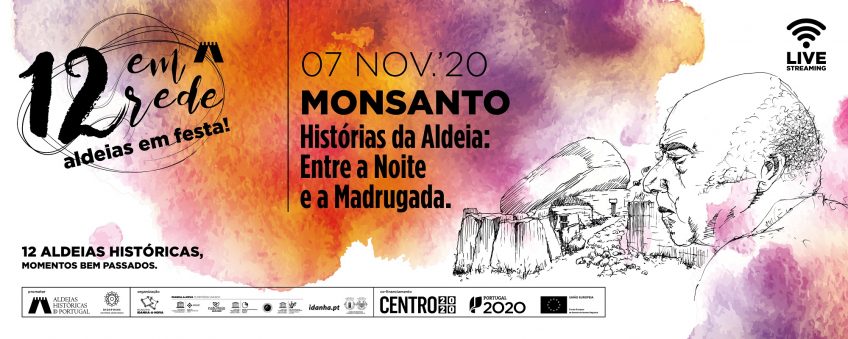 12 em rede
aldeias em festa!
07 NOV.'20
MONSANTO
Histórias da Aldeia:
Entre a Noite
e a Madrugada.
LIVE
STREAMING
12 ALDEIAS HISTÓRICAS,
MOMENTOS BEM PASSADOS.
promotor
ALDEIAS
HISTÓRICAS
DE PORTUGAL
organização
IDANHA-A-NOVA
idanha.pt
co-financiamento
CENTRO 2020
PORTUGAL
2020
UNIÃO EUROPEIA